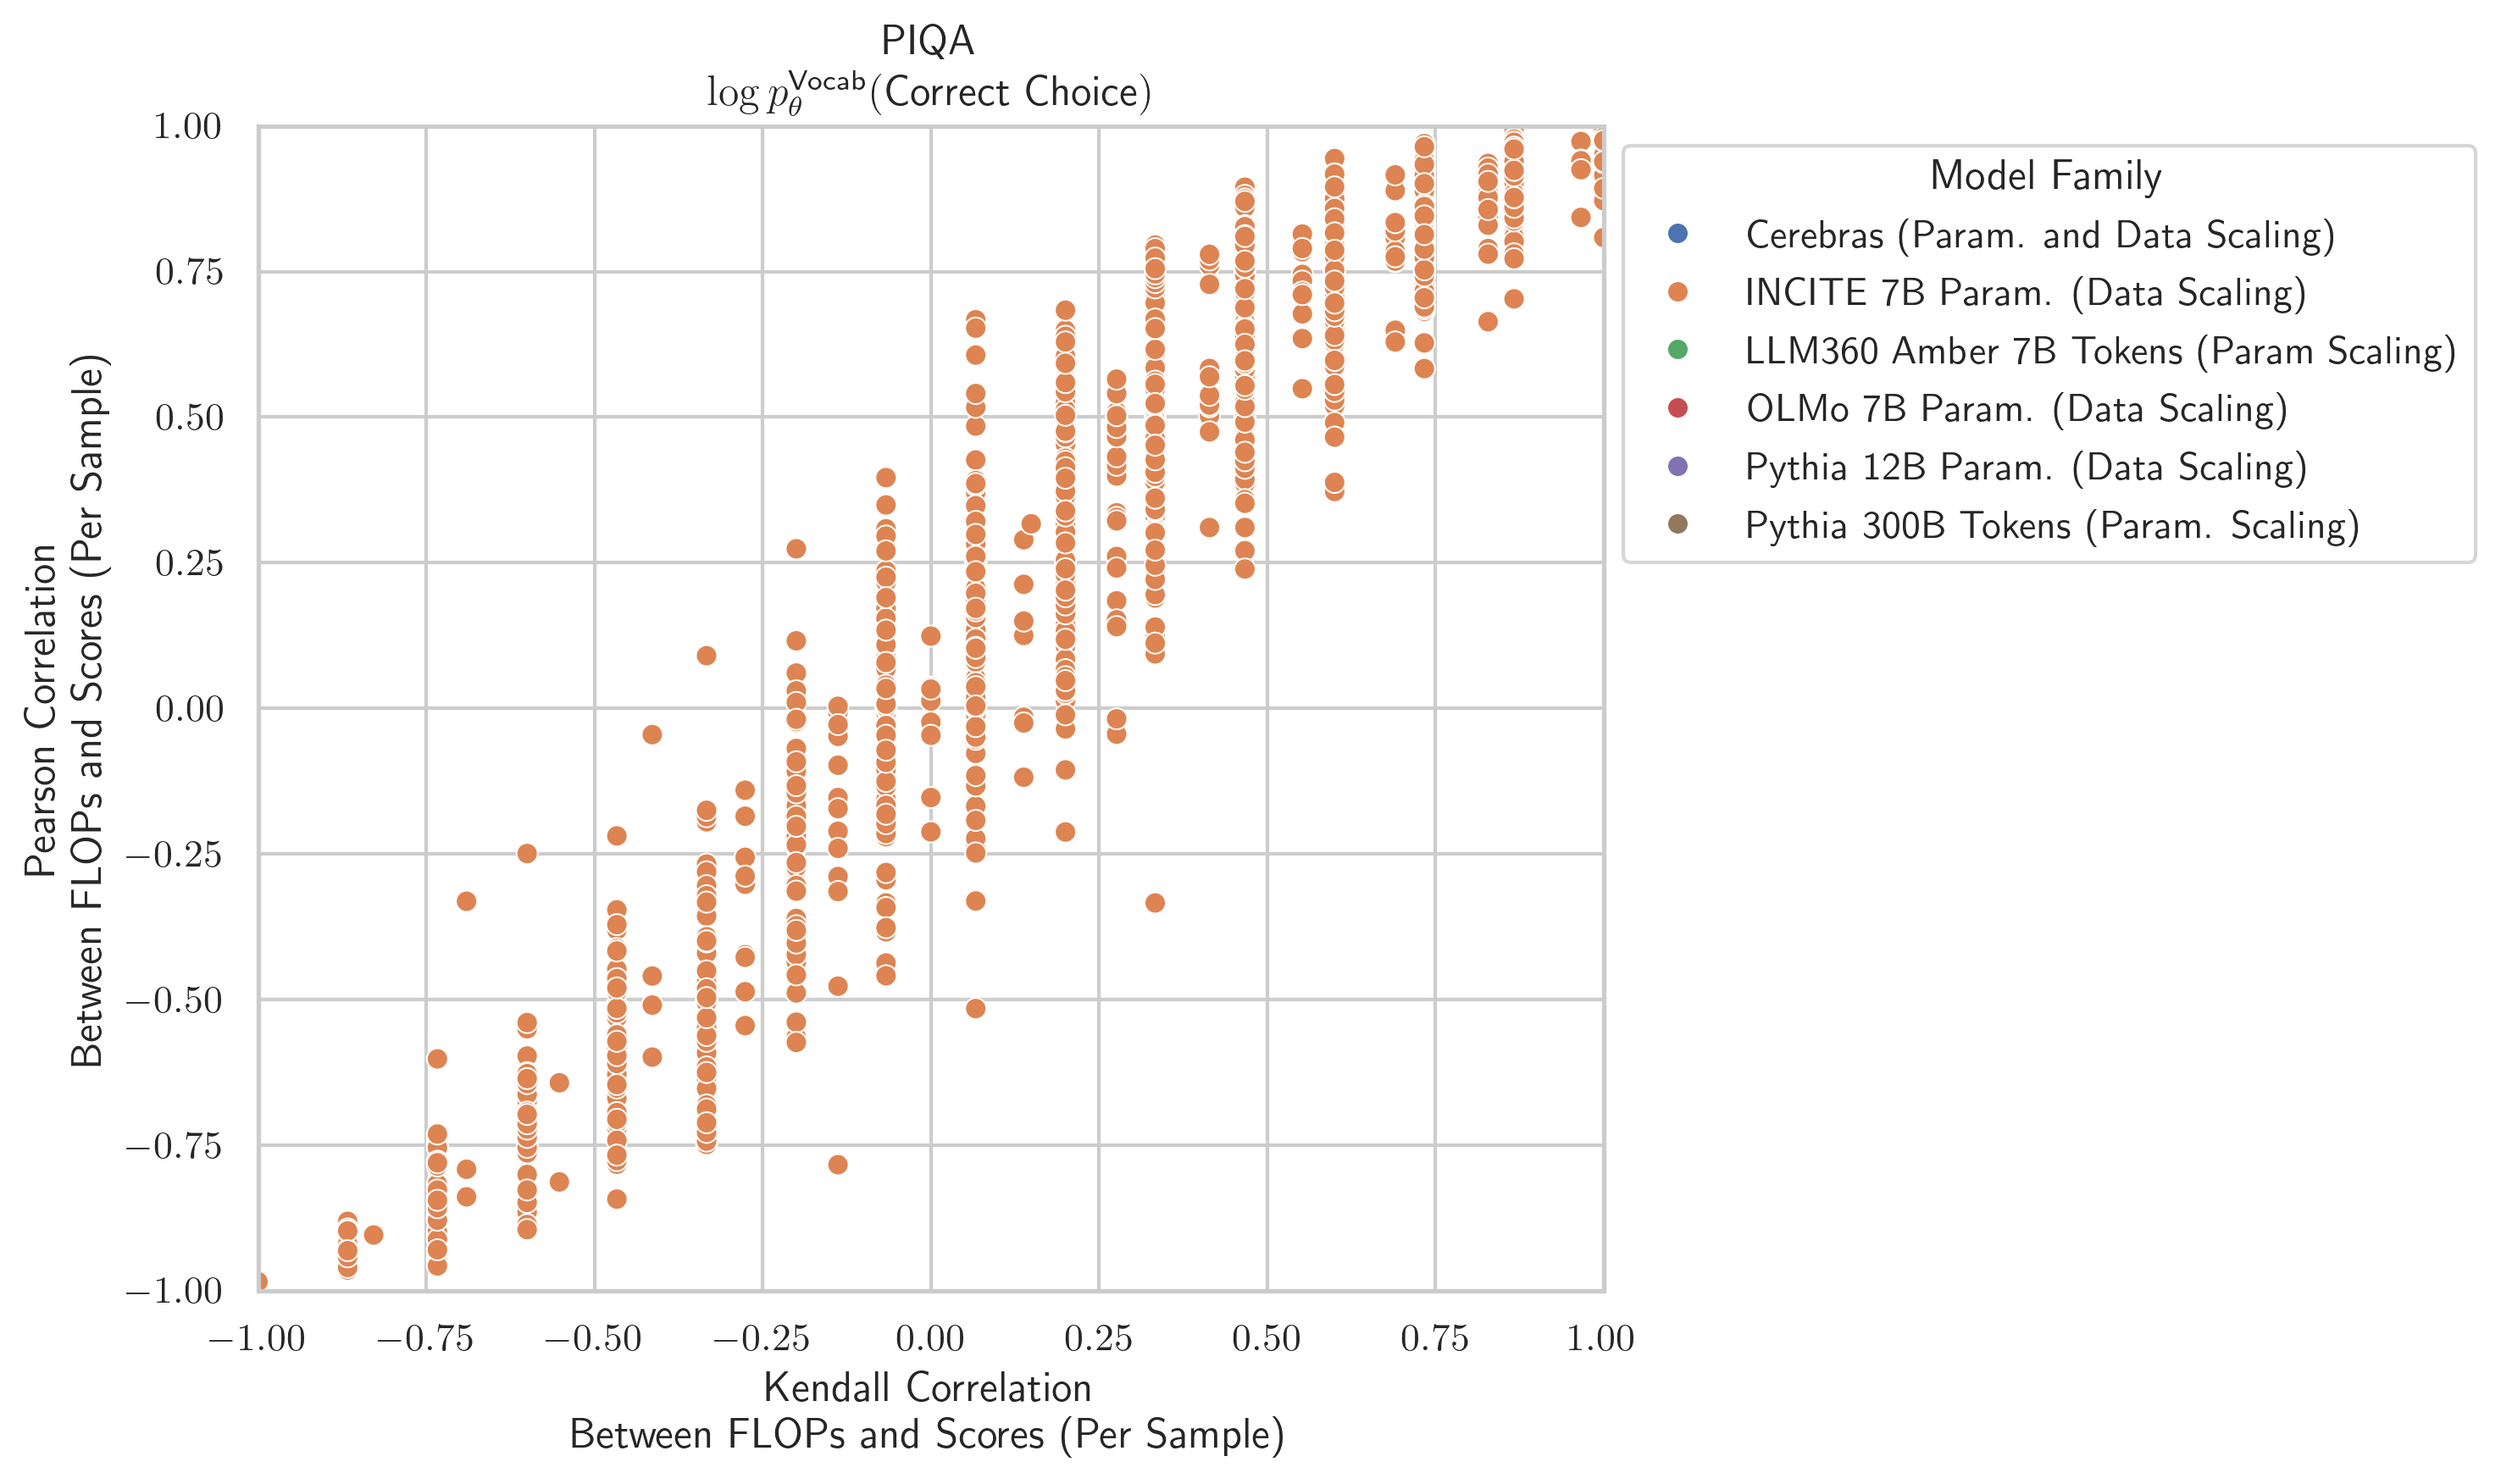 PIQA
log p_θ^Vocab(Correct Choice)
1.00
0.75
0.50
0.25
0.00
−0.25
−0.50
−0.75
−1.00
Pearson Correlation
Between FLOPs and Scores (Per Sample)
−1.00 −0.75 −0.50 −0.25 0.00 0.25 0.50 0.75 1.00
Kendall Correlation
Between FLOPs and Scores (Per Sample)
Model Family
Cerebras (Param. and Data Scaling)
INCITE 7B Param. (Data Scaling)
LLM360 Amber 7B Tokens (Param Scaling)
OLMo 7B Param. (Data Scaling)
Pythia 12B Param. (Data Scaling)
Pythia 300B Tokens (Param. Scaling)